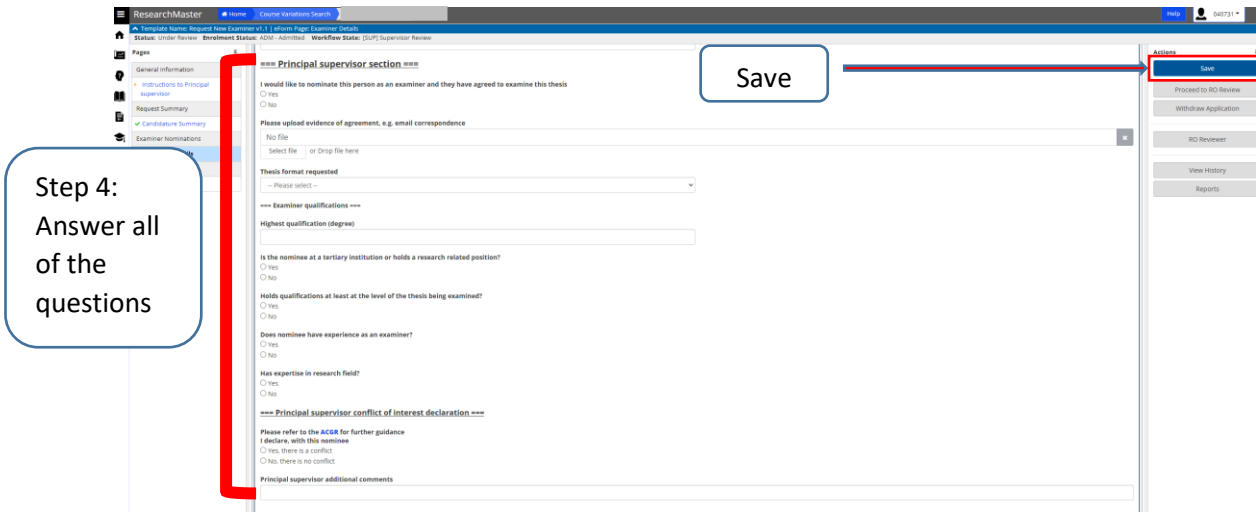 ResearchMaster
Home
Course Variations Search
Help
040731
Template Name: Request New Examiner v1.1 | eForm Page: Examiner Details
Status: Under Review Enrolment Status: ADM - Admitted Workflow State: [SUP] Supervisor Review
Pages
General Information
Instructions to Principal
supervisor
Request Summary
Candidature Summary
Examiner Nominations
Step 4:
Answer all
of the
questions
=== Principal supervisor section ===
I would like to nominate this person as an examiner and they have agreed to examine this thesis
Yes
No
Please upload evidence of agreement, e.g. email correspondence
No file
Select file or Drop file here
Thesis format requested
-- Please select --
=== Examiner qualifications ===
Highest qualification (degree)
Is the nominee at a tertiary institution or holds a research related position?
Yes
No
Holds qualifications at least at the level of the thesis being examined?
Yes
No
Does nominee have experience as an examiner?
Yes
No
Has expertise in research field?
Yes
No
=== Principal supervisor conflict of interest declaration ===
Please refer to the ACGR for further guidance
I declare, with this nominee
Yes, there is a conflict
No, there is no conflict
Principal supervisor additional comments
Save
Actions
Save
Proceed to RO Review
Withdraw Application
RO Reviewer
View History
Reports